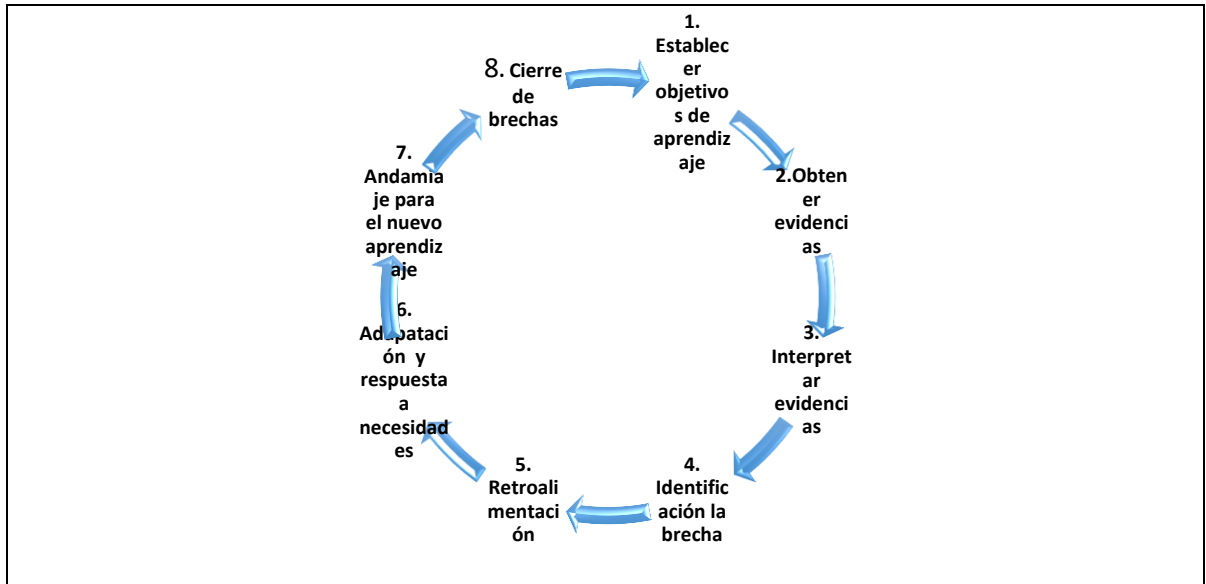 1.
Establec
er
objetivo
s de
aprendiz
aje
2.Obten
er
evidenci
as
3.
Interpret
ar
evidenci
as
4.
Identific
ación la
brecha
5.
Retroali
mentaci
ón
6.
Adapataci
ón y
respuesta
a
necesidad
es
7.
Andamia
je para
el nuevo
aprendiz
aje
8. Cierre
de
brechas